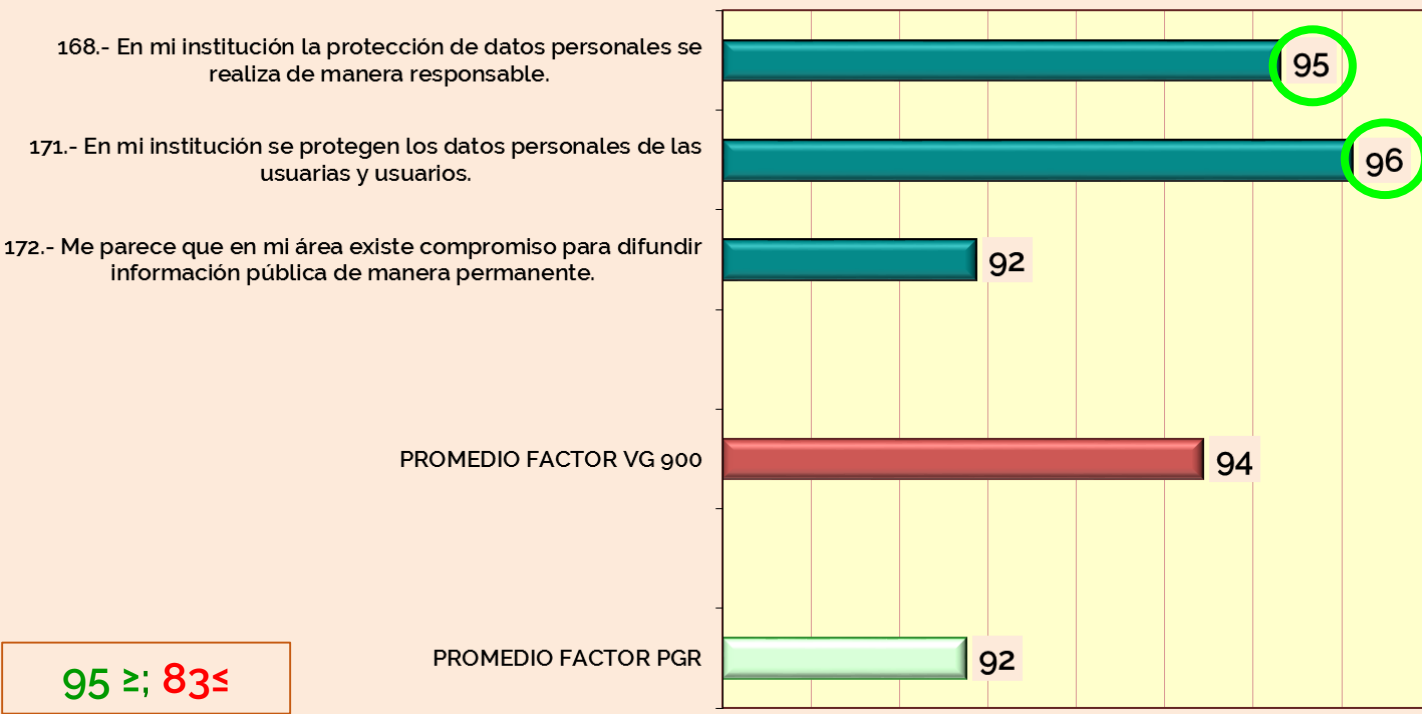 168.- En mi institución la protección de datos personales se
realiza de manera responsable.
95
171.- En mi institución se protegen los datos personales de las
usuarias y usuarios.
96
172.- Me parece que en mi área existe compromiso para difundir
información pública de manera permanente.
92
PROMEDIO FACTOR VG 900
94
PROMEDIO FACTOR PGR
92
95 ≥; 83≤